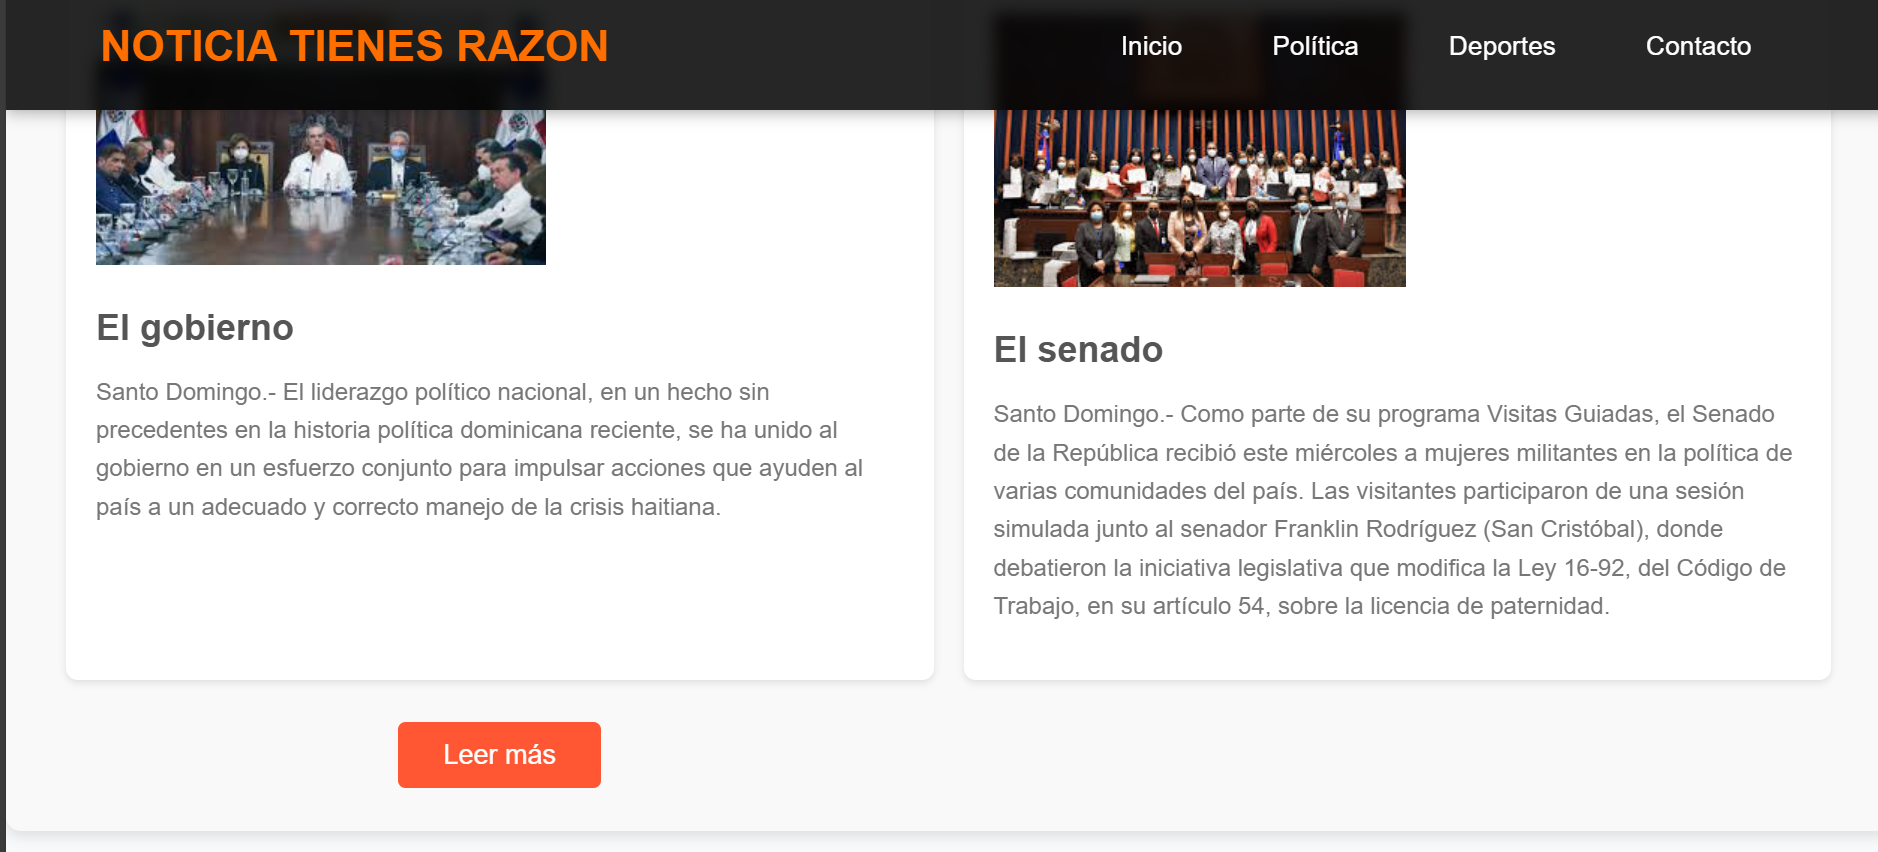 NOTICIA TIENES RAZON
Inicio
Política
Deportes
Contacto
El gobierno
Santo Domingo.- El liderazgo político nacional, en un hecho sin
precedentes en la historia política dominicana reciente, se ha unido al
gobierno en un esfuerzo conjunto para impulsar acciones que ayuden al
país a un adecuado y correcto manejo de la crisis haitiana.
El senado
Santo Domingo.- Como parte de su programa Visitas Guiadas, el Senado
de la República recibió este miércoles a mujeres militantes en la política de
varias comunidades del país. Las visitantes participaron de una sesión
simulada junto al senador Franklin Rodríguez (San Cristóbal), donde
debatieron la iniciativa legislativa que modifica la Ley 16-92, del Código de
Trabajo, en su artículo 54, sobre la licencia de paternidad.
Leer más